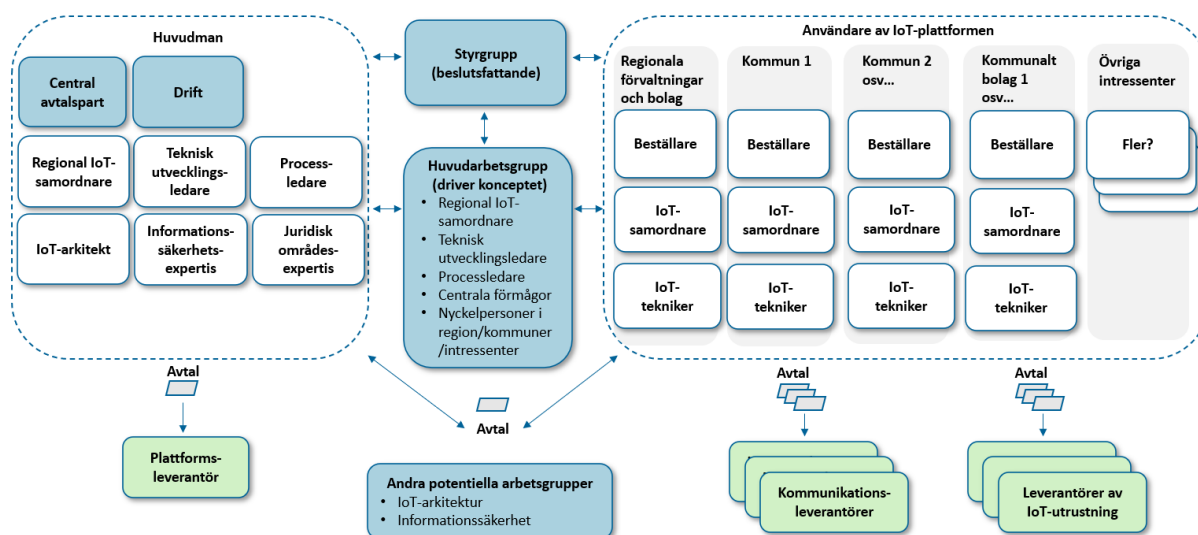 Huvudman
Central
avtalspart
Drift
Regional IoT-
samordnare
Teknisk
utvecklings-
ledare
Process-
ledare
IoT-arkitekt
Informations-
säkerhets-
expertis
Juridisk
områdes-
expertis
Styrgrupp
(beslutsfattande)
Huvudarbetsgrupp
(driver konceptet)
• Regional IoT-
samordnare
• Teknisk
utvecklingsledare
• Processledare
• Centrala förmågor
• Nyckelpersoner i
region/kommuner
/intressenter
Användare av IoT-plattformen
Regionala
förvaltningar
och bolag
Beställare
IoT-
samordnare
IoT-
tekniker
Kommun 1
Beställare
IoT-
samordnare
IoT-
tekniker
Kommun 2
osv...
Beställare
IoT-
samordnare
IoT-
tekniker
Kommunalt
bolag 1
osv...
Beställare
IoT-
samordnare
IoT-
tekniker
Övriga
intressenter
Fler?
Avtal
Plattforms-
leverantör
Avtal
Andra potentiella arbetsgrupper
• IoT-arkitektur
• Informationssäkerhet
Avtal
Kommunikations-
leverantörer
Avtal
Leverantörer av
IoT-utrustning